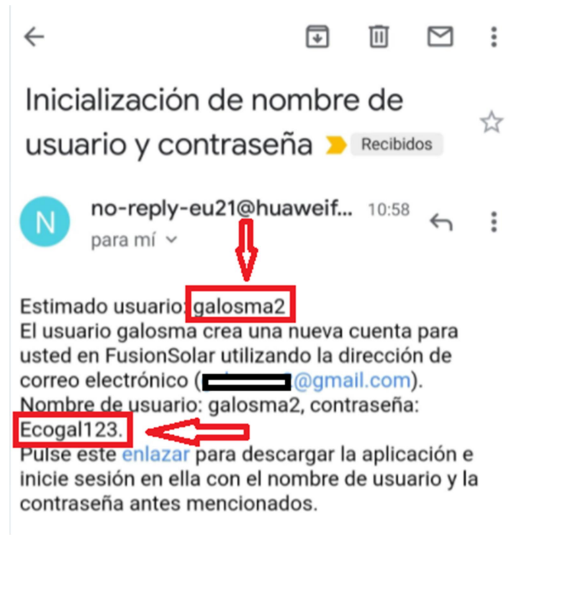 Inicialización de nombre de
usuario y contraseña Recibidos
N
no-reply-eu21@huaweif... 10:58
para mí
Estimado usuario: galosma2
El usuario galosma crea una nueva cuenta para
usted en FusionSolar utilizando la dirección de
correo electrónico (@gmail.com).
Nombre de usuario: galosma2, contraseña:
Ecogal123.
Pulse este enlazar para descargar la aplicación e
inicie sesión en ella con el nombre de usuario y la
contraseña antes mencionados.